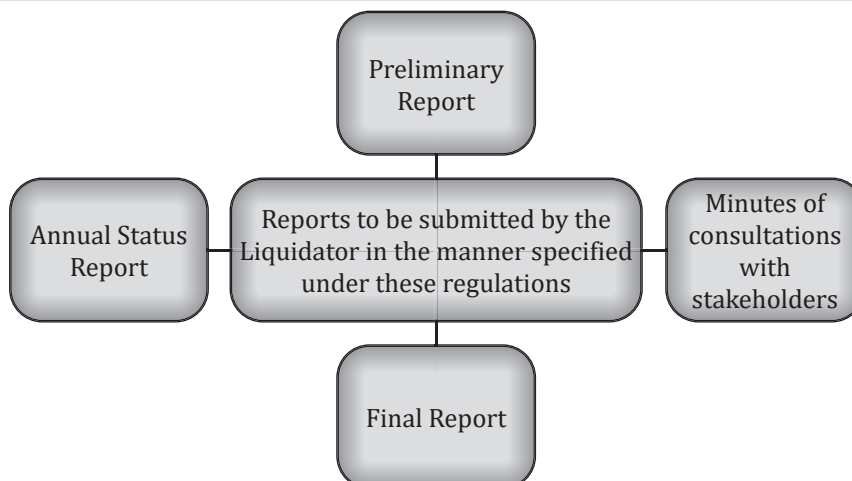 Preliminary
Report
Annual Status
Report
Reports to be submitted by the
Liquidator in the manner specified
under these regulations
Minutes of
consultations
with
stakeholders
Final Report